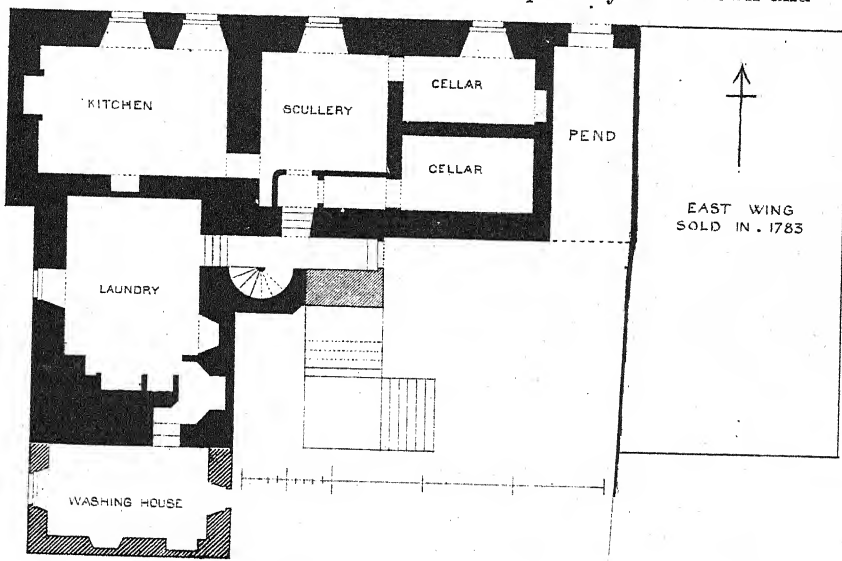 KITCHEN
SCULLERY
CELLAR
PEND
CELLAR
EAST WING
SOLD IN. 1783
LAUNDRY
WASHING HOUSE